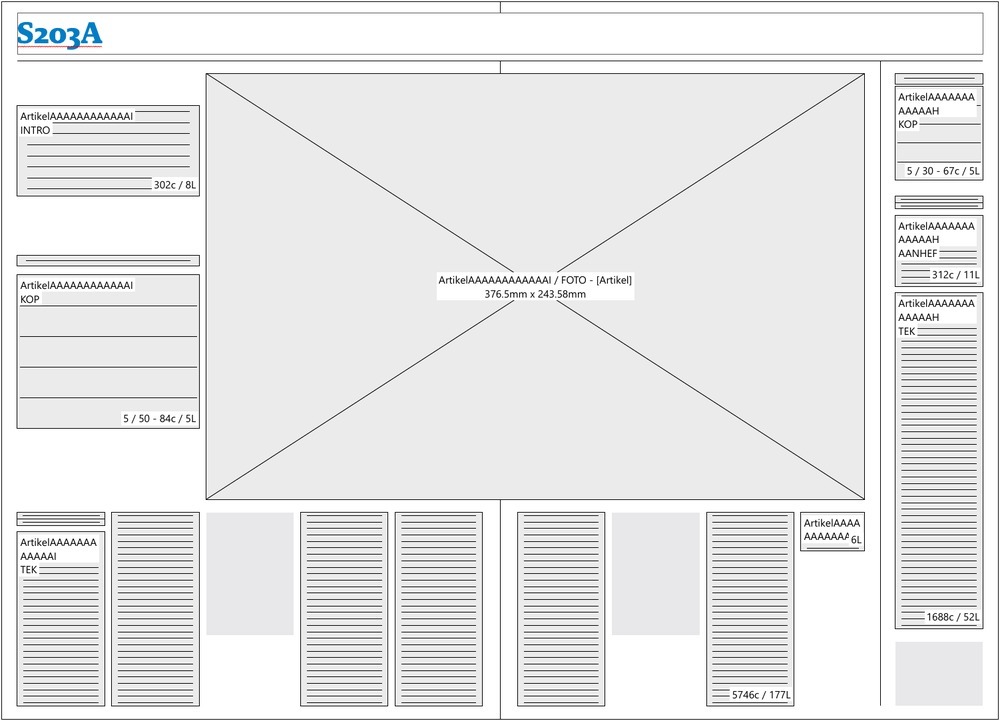 S203A
ArtikelAAAAAAAAAAAAI
INTRO
302c / 8L
ArtikelAAAAAAAAAAAAI
KOP
5 / 50 - 84c / 5L
ArtikelAAAAAAAAAAAAI / FOTO - [Artikel]
376.5mm x 243.58mm
ArtikelAAAAAAA
AAAAAI
TEK
5746c / 177L
ArtikelAAAA
AAAAAAA
6L
ArtikelAAAAAAA
AAAAAH
KOP
5 / 30 - 67c / 5L
ArtikelAAAAAAA
AAAAAH
AANHEF
312c / 11L
ArtikelAAAAAAA
AAAAAH
TEK
1688c / 52L